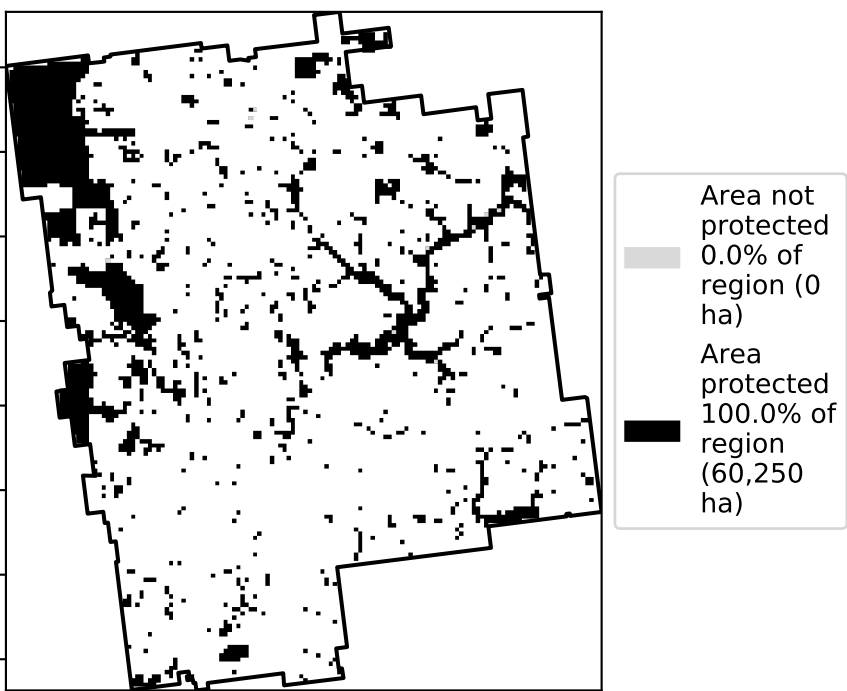 Area not
protected
0.0% of
region (0
ha)
Area
protected
100.0% of
region
(60,250
ha)